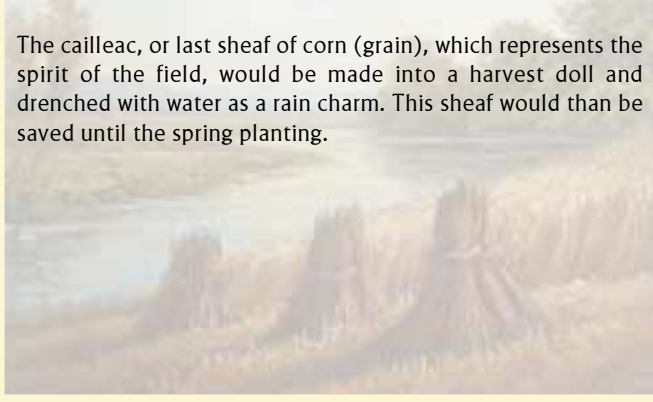 The cailleac, or last sheaf of corn (grain), which represents the
spirit of the field, would be made into a harvest doll and
drenched with water as a rain charm. This sheaf would than be
saved until the spring planting.